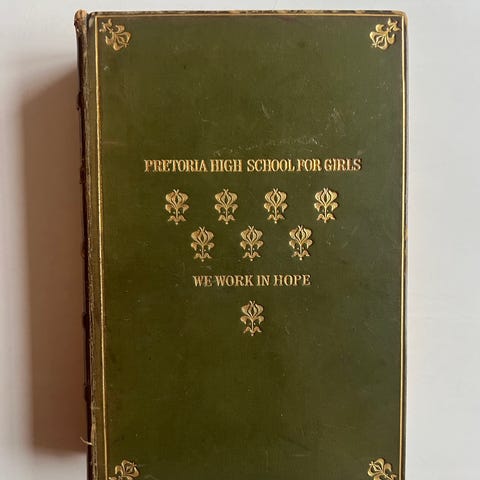 PRETORIA HIGH SCHOOL FOR GIRLS
WE WORK IN HOPE